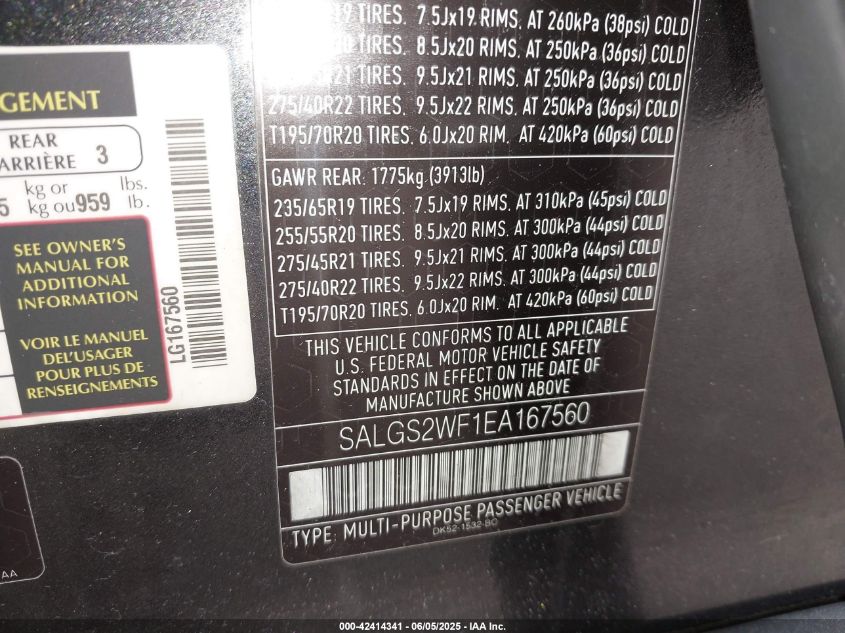 GEMENT
REAR
ARRIÈRE 3
kg or lbs.
5 kg ou 959 lb.
SEE OWNER'S
MANUAL FOR
ADDITIONAL
INFORMATION
VOIR LE MANUEL
DEL'USAGER
POUR PLUS DE
RENSEIGNEMENTS
LG167560
AA
19 TIRES. 7.5Jx19 RIMS. AT 260kPa (38psi) COLD
TIRES. 8.5Jx20 RIMS. AT 250kPa (36psi) COLD
R21 TIRES. 9.5Jx21 RIMS. AT 250kPa (36psi) COLD
275/40R22 TIRES. 9.5Jx22 RIMS. AT 250kPa (36psi) COLD
T195/70R20 TIRES. 6.0Jx20 RIM. AT 420kPa (60psi) COLD
GAWR REAR: 1775kg (3913lb)
235/65R19 TIRES. 7.5Jx19 RIMS. AT 310kPa (45psi) COLD
255/55R20 TIRES. 8.5Jx20 RIMS. AT 300kPa (44psi) COLD
275/45R21 TIRES. 9.5Jx21 RIMS. AT 300kPa (44psi) COLD
275/40R22 TIRES. 9.5Jx22 RIMS. AT 300kPa (44psi) COLD
T195/70R20 TIRES. 6.0Jx20 RIM. AT 420kPa (60psi) COLD
THIS VEHICLE CONFORMS TO ALL APPLICABLE
U.S. FEDERAL MOTOR VEHICLE SAFETY
STANDARDS IN EFFECT ON THE DATE OF
MANUFACTURE SHOWN ABOVE
SALGS2WF1EA167560
TYPE: MULTI-PURPOSE PASSENGER VEHICLE
DK52-1532-BC
000-42414341 / 06/05/2025 - IAA Inc.